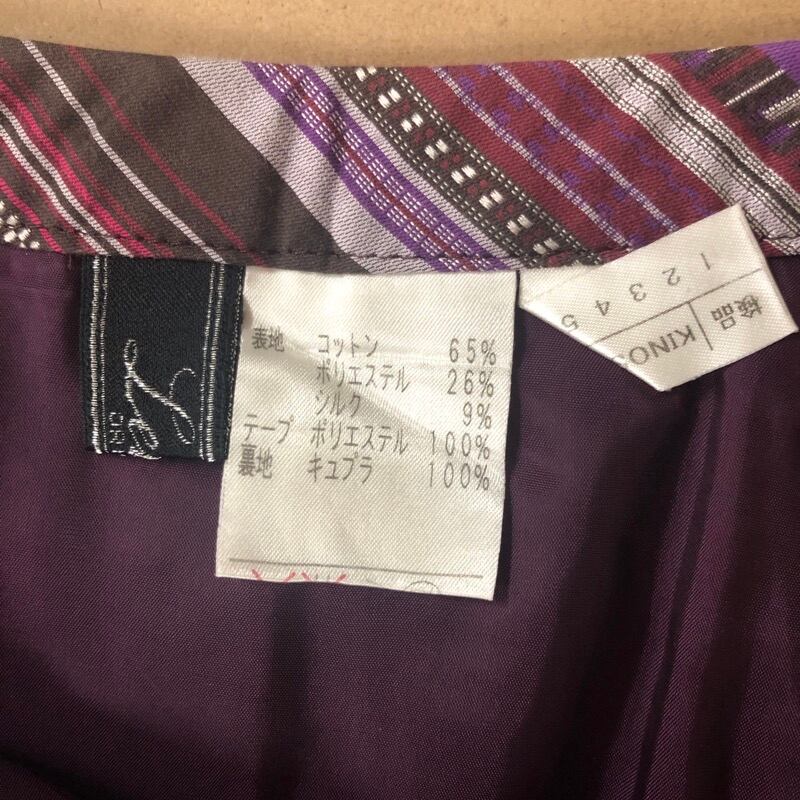 表地 コットン 65%
ポリエステル 26%
シルク 9%
テープ ポリエステル 100%
裏地 キュプラ 100%
検品 KINO
1 2 3 4 5